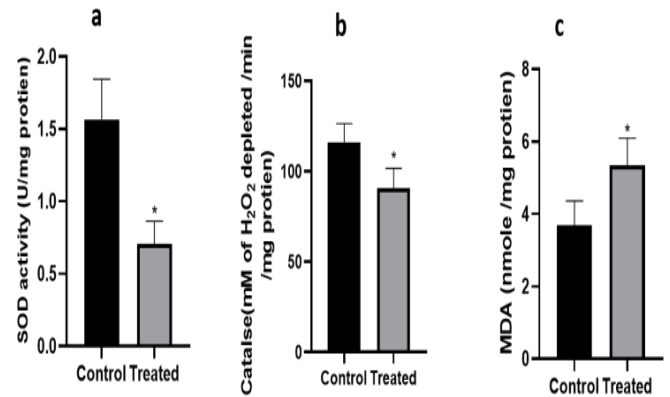 a
SOD activity (U/mg protien)
2.0
1.5
1.0
0.5
0.0
*
Control Treated
b
Catalse(mM of H₂O₂ depleted /min
/mg protien)
150
100
50
0
*
Control Treated
c
MDA (nmole /mg protien)
8
6
4
2
0
*
Control Treated